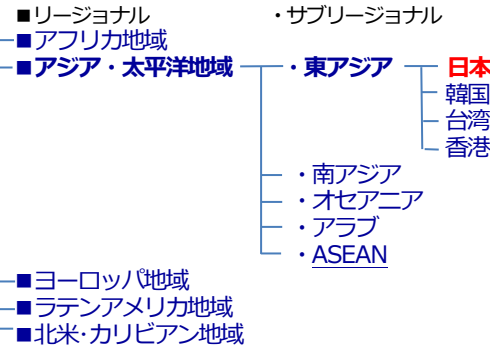 ■リージョナル ・サブリージョナル
■アフリカ地域
■アジア・太平洋地域 ・東アジア 日本
韓国
台湾
香港
・南アジア
・オセアニア
・アラブ
・ASEAN
■ヨーロッパ地域
■ラテンアメリカ地域
■北米・カリビアン地域